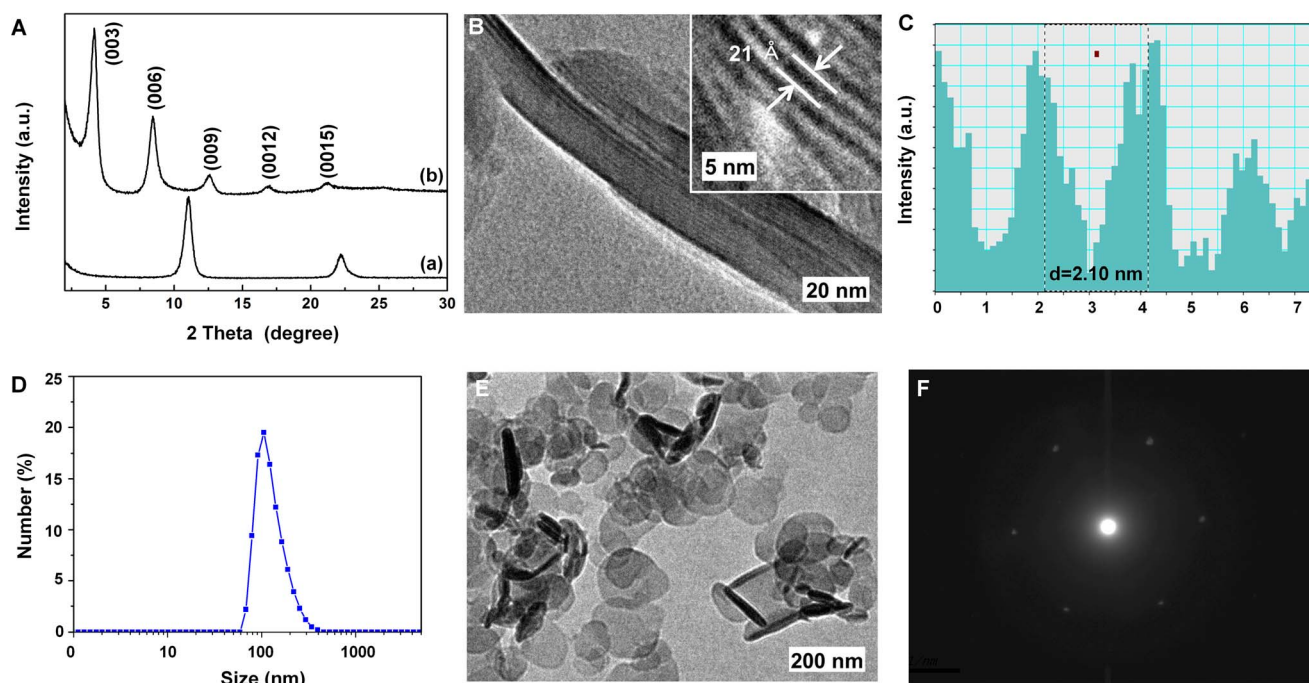 A
Intensity (a.u.)
(003)
(006)
(009)
(0012)
(0015)
(b)
(a)
5 10 15 20 25 30
2 Theta (degree)
B
21 Å
5 nm
20 nm
C
Intensity (a.u.)
d=2.10 nm
0 1 2 3 4 5 6 7
D
Number (%)
25
20
15
10
5
0
0 10 100 1000
Size (nm)
E
200 nm
F